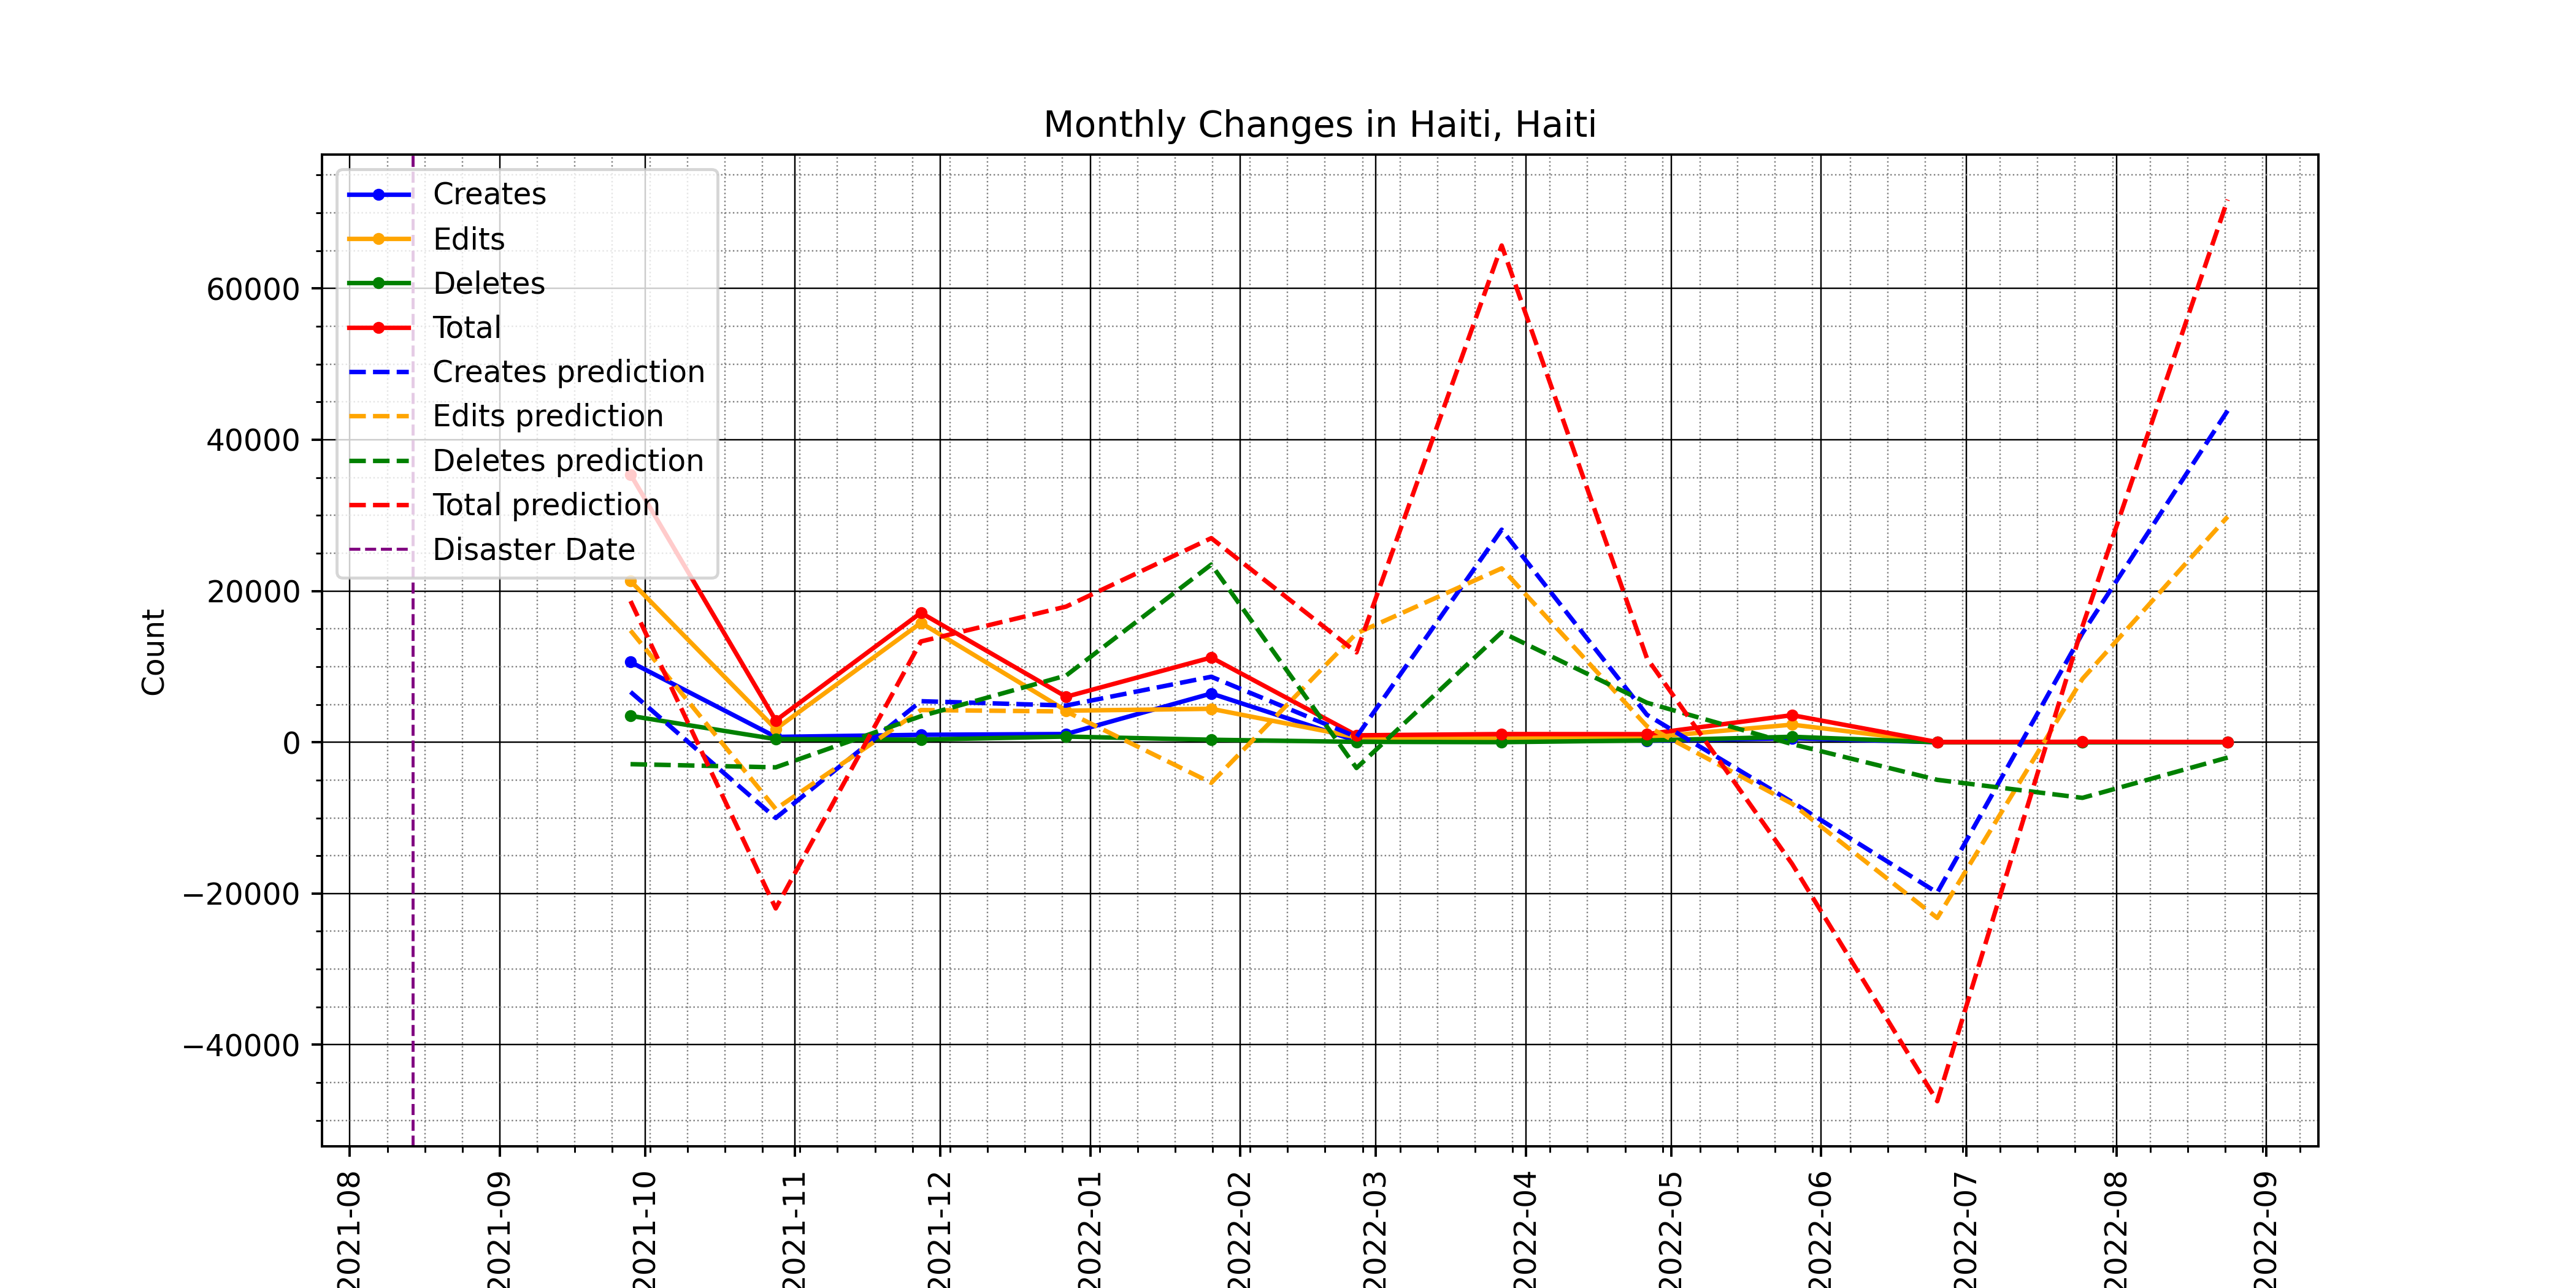 Monthly Changes in Haiti, Haiti
Creates
Edits
Deletes
Total
Creates prediction
Edits prediction
Deletes prediction
Total prediction
Disaster Date
Count
60000
40000
20000
0
−20000
−40000
2021-08
2021-09
2021-10
2021-11
2021-12
2022-01
2022-02
2022-03
2022-04
2022-05
2022-06
2022-07
2022-08
2022-09